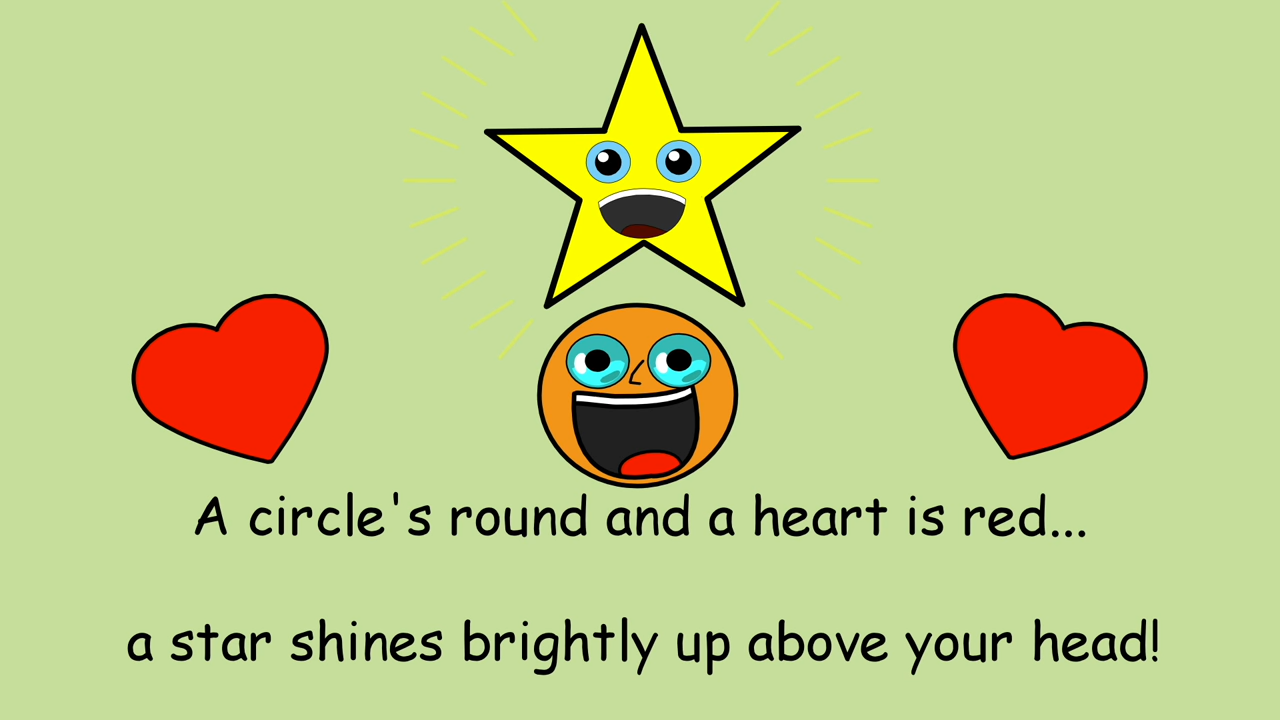 A circle's round and a heart is red...
a star shines brightly up above your head!